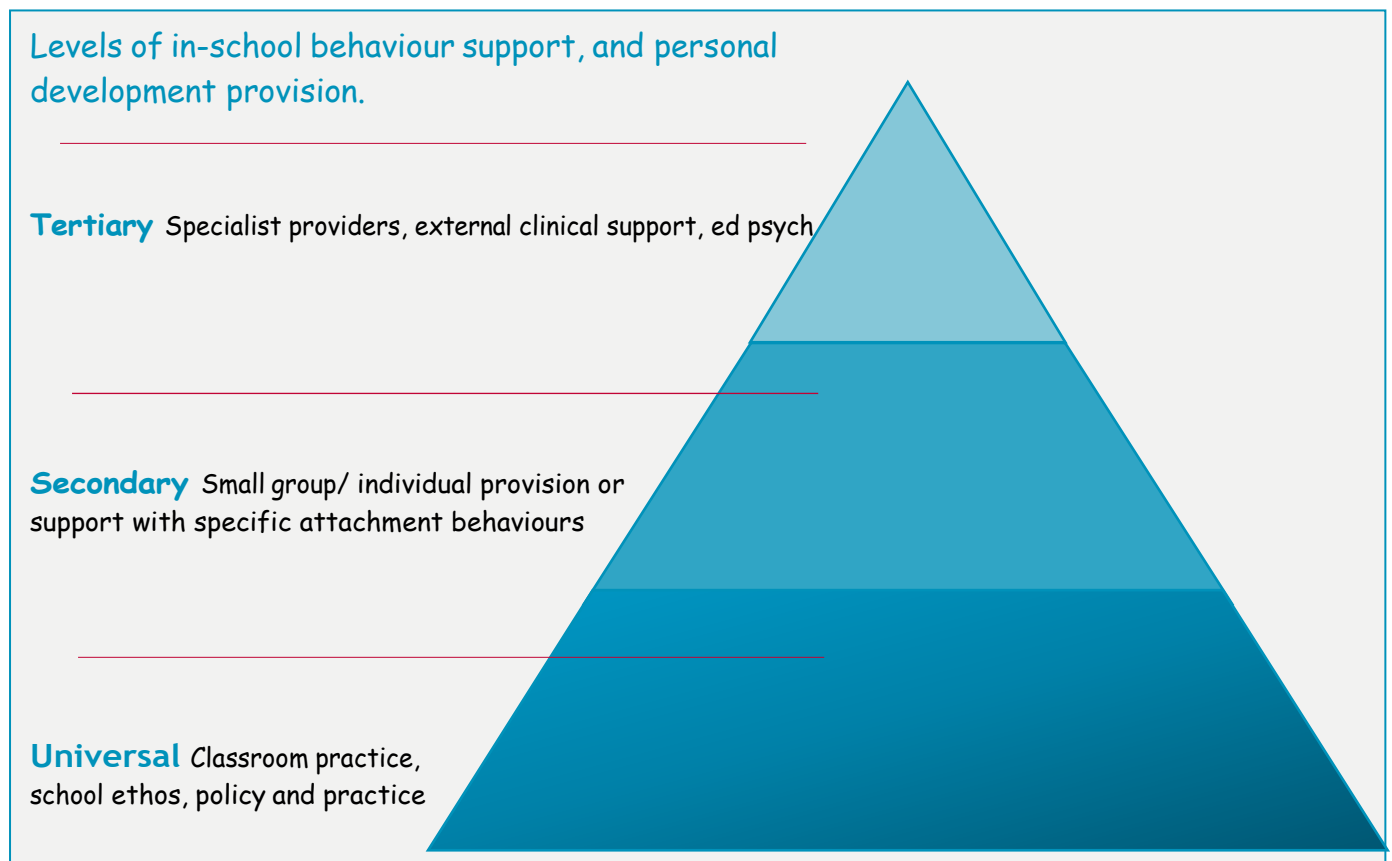 Levels of in-school behaviour support, and personal
development provision.
Tertiary Specialist providers, external clinical support, ed psych
Secondary Small group/ individual provision or
support with specific attachment behaviours
Universal Classroom practice,
school ethos, policy and practice